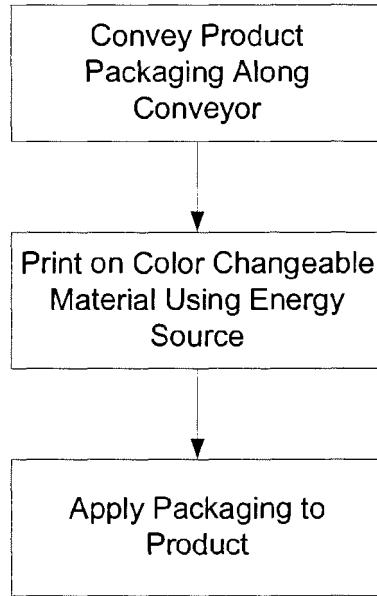 Convey Product
Packaging Along
Conveyor
Print on Color Changeable
Material Using Energy
Source
Apply Packaging to
Product